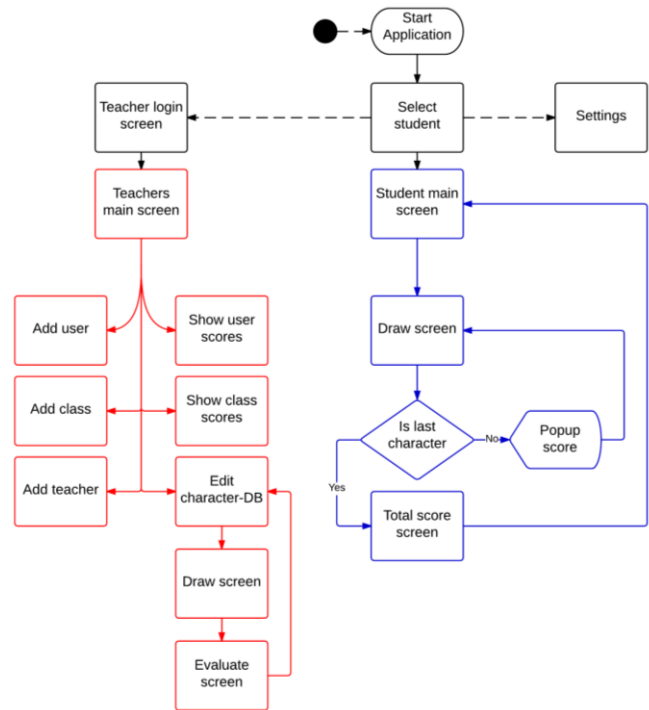 Start
Application
Teacher login
screen
Select
student
Settings
Teachers
main screen
Student main
screen
Add user
Show user
scores
Draw screen
Add class
Show class
scores
Is last
character
No
Popup
score
Yes
Add teacher
Edit
character-DB
Total score
screen
Draw screen
Evaluate
screen